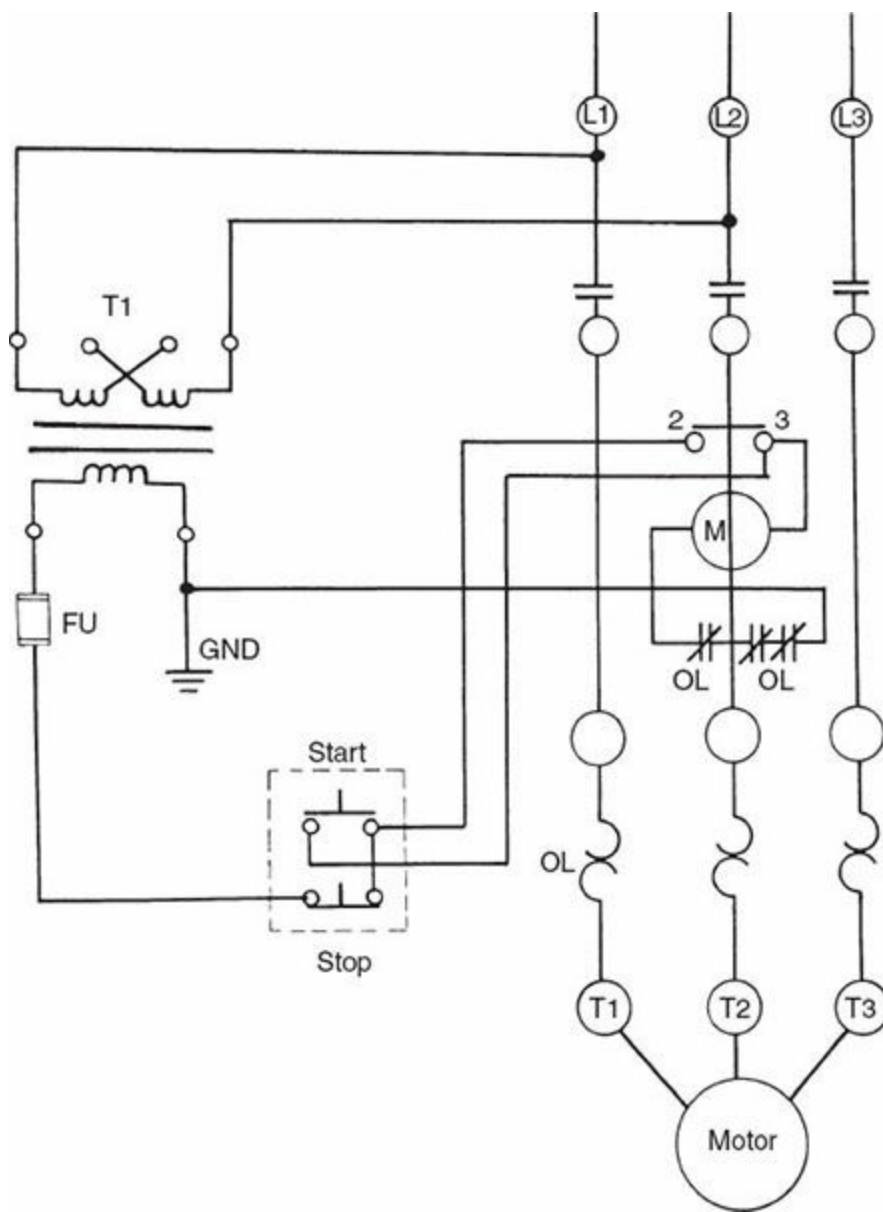 L1 L2 L3
T1
2 3
M
FU
GND
OL OL
Start
OL
Stop
T1 T2 T3
Motor